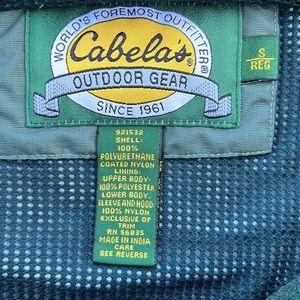 WORLD'S FOREMOST OUTFITTER®
Cabela's
OUTDOOR GEAR
SINCE 1961
S
REG
921532
SHELL:
100%
POLYURETHANE
COATED NYLON
LINING:
UPPER BODY:
100% POLYESTER
LOWER BODY,
SLEEVE AND HOOD:
100% NYLON
EXCLUSIVE OF
TRIM
RN 56835
MADE IN INDIA
CARE
SEE REVERSE